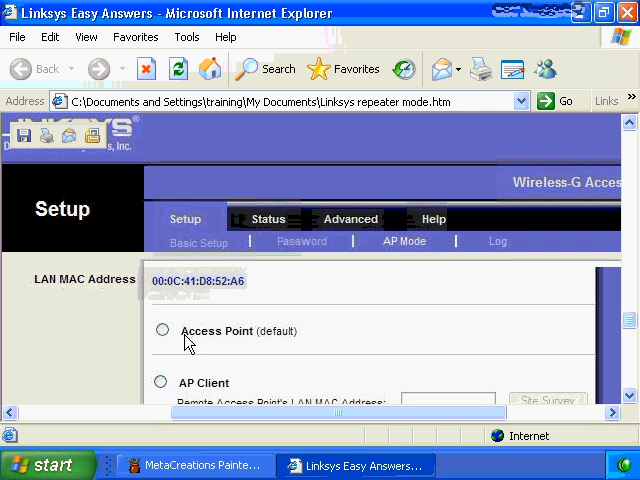 Linksys Easy Answers - Microsoft Internet Explorer
File Edit View Favorites Tools Help
Back Search Favorites
Address C:\Documents and Settings\training\My Documents\Linksys repeater mode.htm Go Links »
Wireless-G Acces
Setup
Setup Status Advanced Help
Basic Setup | Password | AP Mode | Log
LAN MAC Address 00:0C:41:D8:52:A6
Access Point (default)
AP Client
Remote Access Point's LAN MAC Address: Site Survey
Internet
start MetaCreations Painte... Linksys Easy Answers...